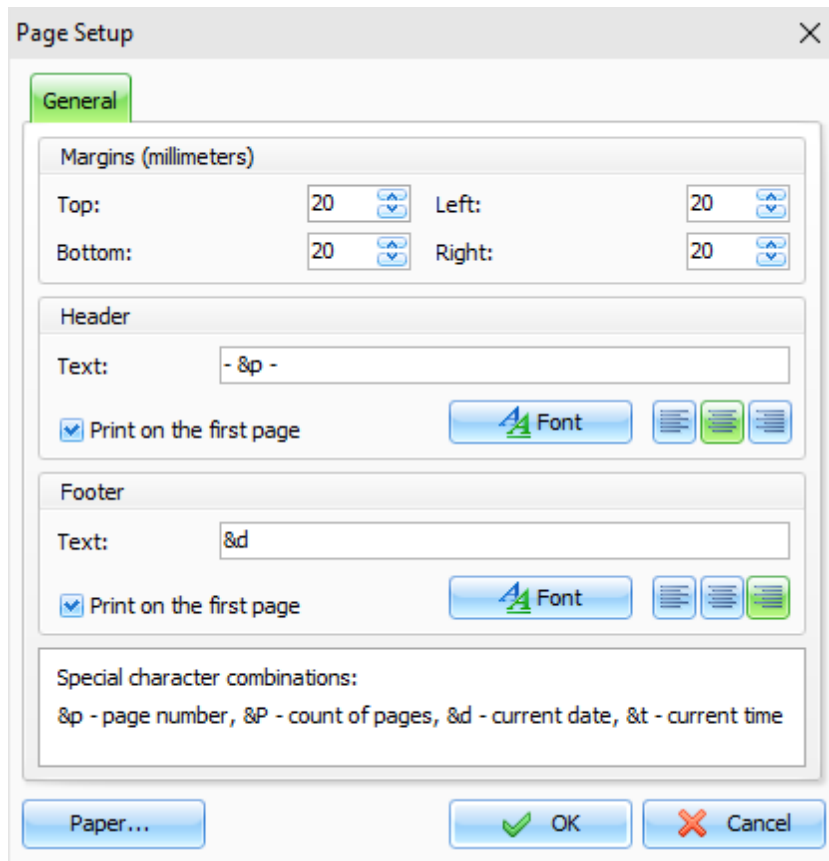 Page Setup
General
Margins (millimeters)
Top: 20 Left: 20
Bottom: 20 Right: 20
Header
Text: - &p -
Print on the first page Font
Footer
Text: &d
Print on the first page Font
Special character combinations:
&p - page number, &P - count of pages, &d - current date, &t - current time
Paper... OK Cancel